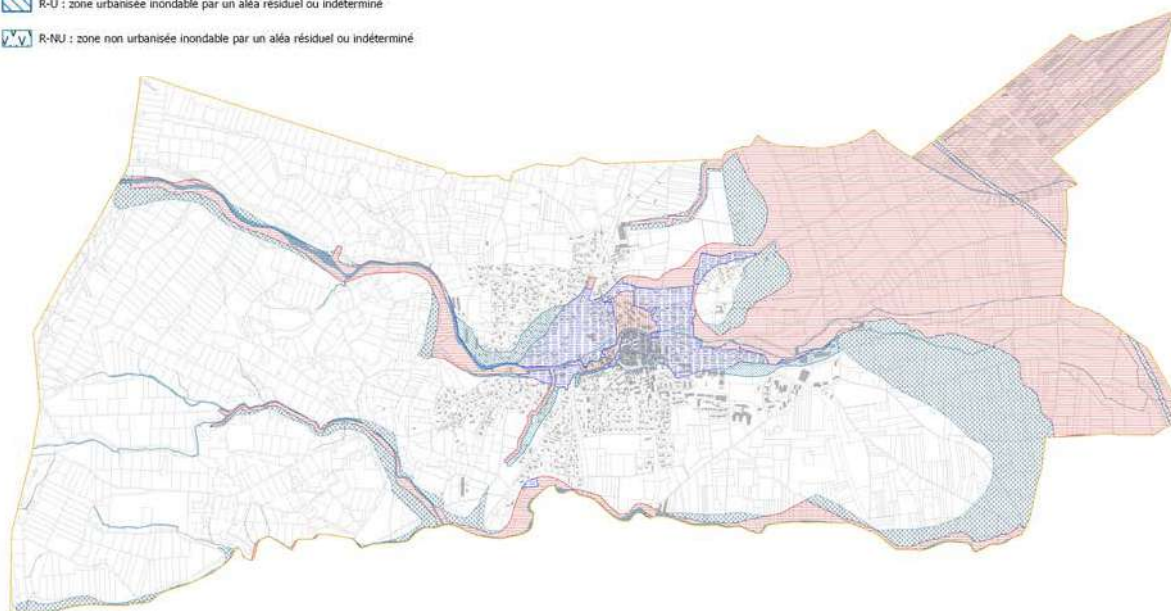 R-U : zone urbanisée inondable par un aléa résiduel ou indéterminé
R-NU : zone non urbanisée inondable par un aléa résiduel ou indéterminé